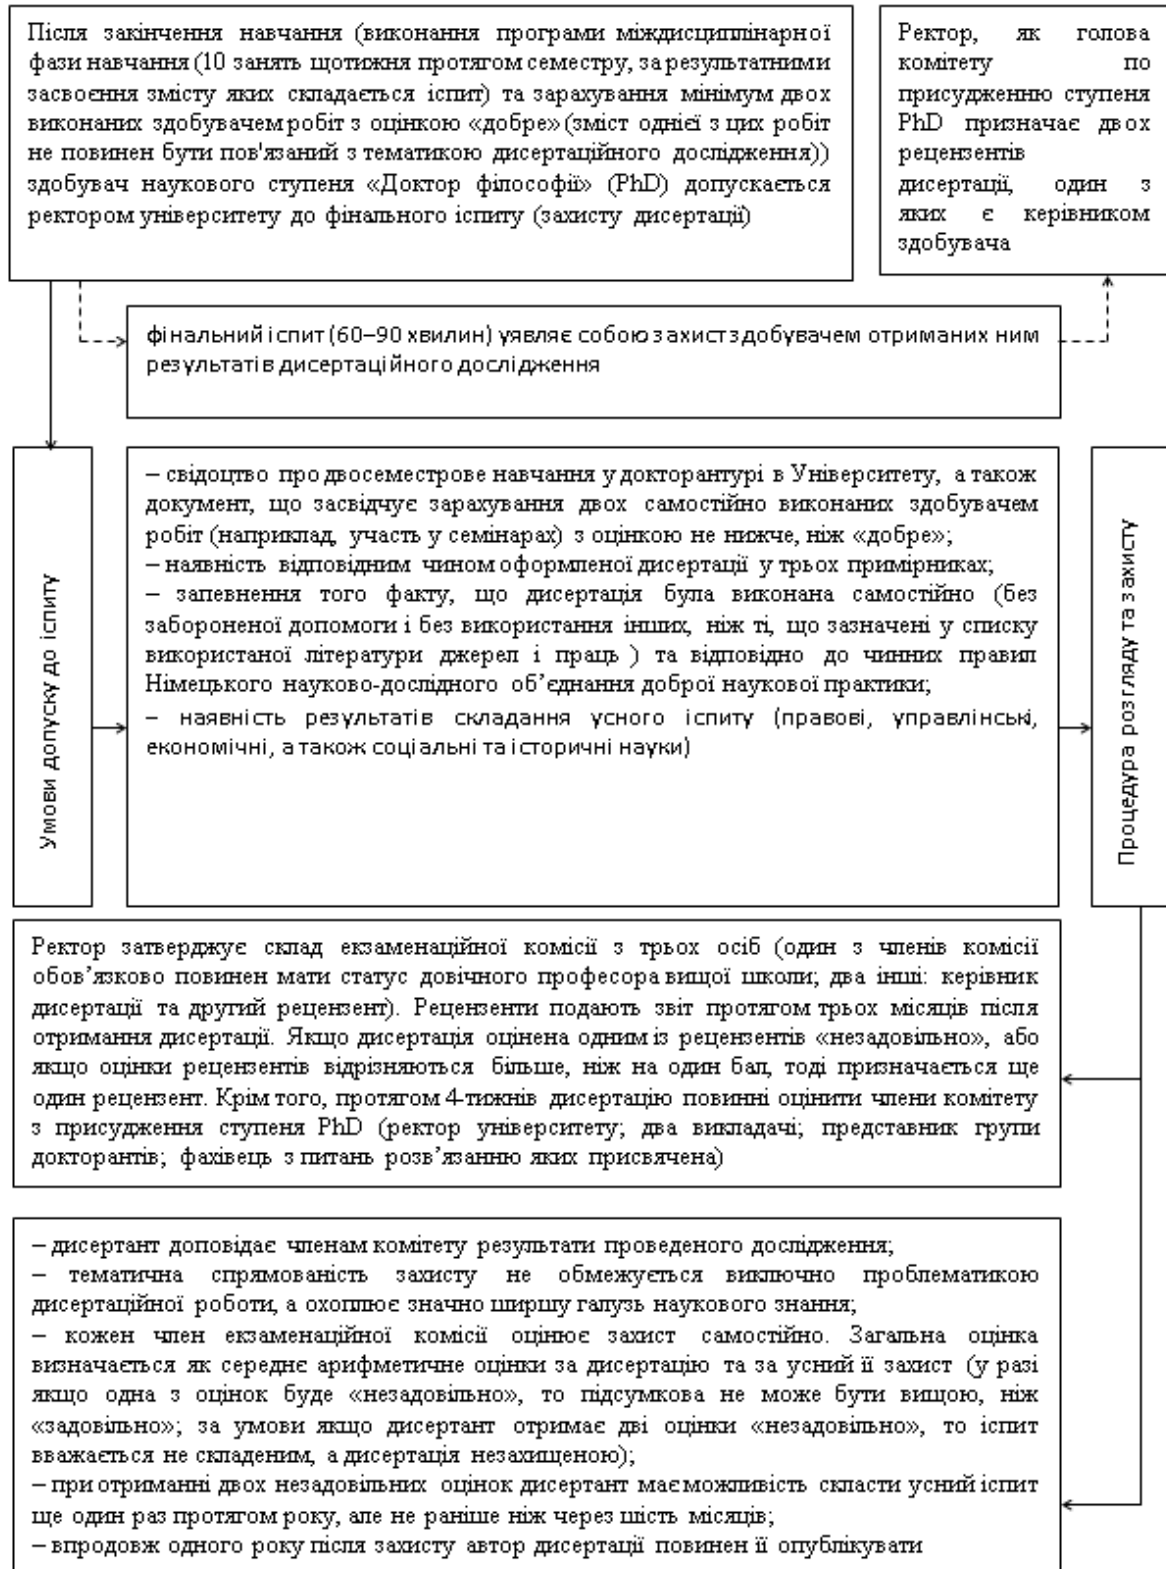 Після закінчення навчання (виконання програми міждисциплінарної
фази навчання (10 занять щотижня протягом семестру, за результатними
засвоєння змісту яких складається іспит) та зарахування мінімум двох
виконаних здобувачем робіт з оцінкою «добре» (зміст однієї з цих робіт
не повинен бути пов'язаний з тематикою дисертаційного дослідження))
здобувач наукового ступеня «Доктор філософії» (PhD) допускається
ректором університету до фінального іспиту (захисту дисертації)
Ректор, як голова
комітету по
присудженню ступеня
PhD призначає двох
рецензентів
дисертації, один з
яких є керівником
здобувача
фінальний іспит (60–90 хвилин) уявляє собою захист здобувачем отриманих ним
результатів дисертаційного дослідження
Умови допуску до іспиту
– свідоцтво про двосеместрове навчання у докторантурі в Університету, а також
документ, що засвідчує зарахування двох самостійно виконаних здобувачем
робіт (наприклад, участь у семінарах) з оцінкою не нижче, ніж «добре»;
– наявність відповідним чином оформленої дисертації у трьох примірниках;
– запевнення того факту, що дисертація була виконана самостійно (без
забороненої допомоги і без використання інших, ніж ті, що зазначені у списку
використаної літератури джерел і праць ) та відповідно до чинних правил
Німецького науково-дослідного об’єднання доброї наукової практики;
– наявність результатів складання усного іспиту (правові, управлінські,
економічні, а також соціальні та історичні науки)
Процедура розгляду та захисту
Ректор затверджує склад екзаменаційної комісії з трьох осіб (один з членів комісії
обов’язково повинен мати статус довічного професора вищої школи; два інші: керівник
дисертації та другий рецензент). Рецензенти подають звіт протягом трьох місяців після
отримання дисертації. Якщо дисертація оцінена одним із рецензентів «незадовільно», або
якщо оцінки рецензентів відрізняються більше, ніж на один бал, тоді призначається ще
один рецензент. Крім того, протягом 4-тижнів дисертацію повинні оцінити члени комітету
з присудження ступеня PhD (ректор університету; два викладачі; представник групи
докторантів; фахівець з питань розв’язанню яких присвячена)
– дисертант доповідає членам комітету результати проведеного дослідження;
– тематична спрямованість захисту не обмежується виключно проблематикою
дисертаційної роботи, а охоплює значно ширшу галузь наукового знання;
– кожен член екзаменаційної комісії оцінює захист самостійно. Загальна оцінка
визначається як середнє арифметичне оцінки за дисертацію та за усний її захист (у разі
якщо одна з оцінок буде «незадовільно», то підсумкова не може бути вищою, ніж
«задовільно»; за умови якщо дисертант отримає дві оцінки «незадовільно», то іспит
вважається не складеним, а дисертація незахищеною);
– при отриманні двох незадовільних оцінок дисертант має можливість скласти усний іспит
ще один раз протягом року, але не раніше ніж через шість місяців;
– впродовж одного року після захисту автор дисертації повинен її опублікувати